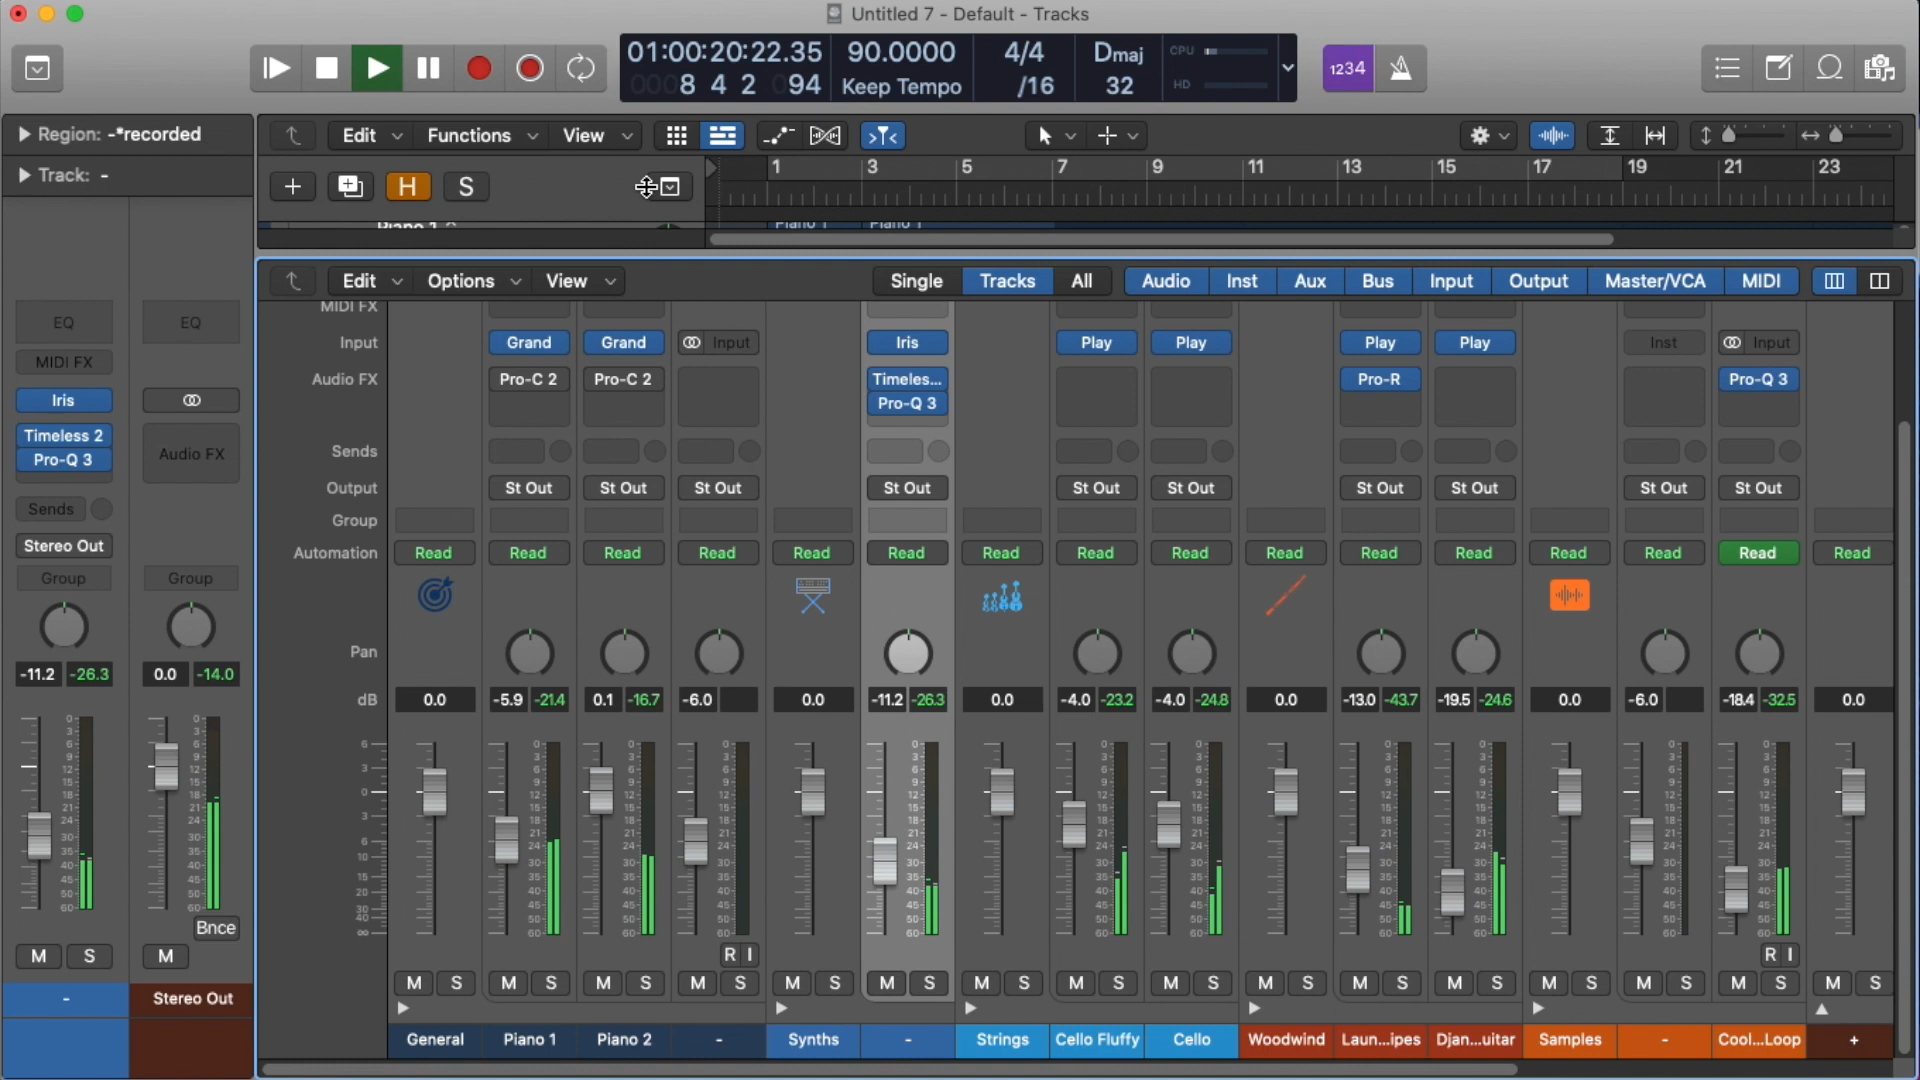 Untitled 7 - Default - Tracks
01:00:20:22.35 90.0000 4/4 Dmaj CPU
0008 4 2 094 Keep Tempo /16 32 HD
1234
Region: -*recorded
Track: -
Edit Functions View
H S
1 3 5 7 9 11 13 15 17 19 21 23
Piano 1 Piano 1 Piano 1
Edit Options View Single Tracks All Audio Inst Aux Bus Input Output Master/VCA MIDI
MIDI FX
Input Grand Grand Input Iris Play Play Play Play Inst Input
Audio FX Pro-C 2 Pro-C 2 Timeles... Pro-R Pro-Q 3
Pro-Q 3
Sends
Output St Out St Out St Out St Out St Out St Out St Out St Out St Out St Out
Group
Automation Read Read Read Read Read Read Read Read Read Read Read Read Read Read Read Read
Pan
dB 0.0 -5.9 -21.4 0.1 -16.7 -6.0 0.0 -11.2 -26.3 0.0 -4.0 -23.2 -4.0 -24.8 0.0 -13.0 -43.7 -19.5 -24.6 0.0 -6.0 -18.4 -32.5 0.0
R I R I
M S M S M S M S M S M S M S M S M S M S M S M S M S M S M S M S
General Piano 1 Piano 2 - Synths - Strings Cello Fluffy Cello Woodwind Laun...ipes Djan...uitar Samples - Cool...Loop +
EQ EQ
MIDI FX
Iris
Timeless 2
Pro-Q 3
Audio FX
Sends
Stereo Out
Group Group
-11.2 -26.3 0.0 -14.0
Bnce
M S M
- Stereo Out